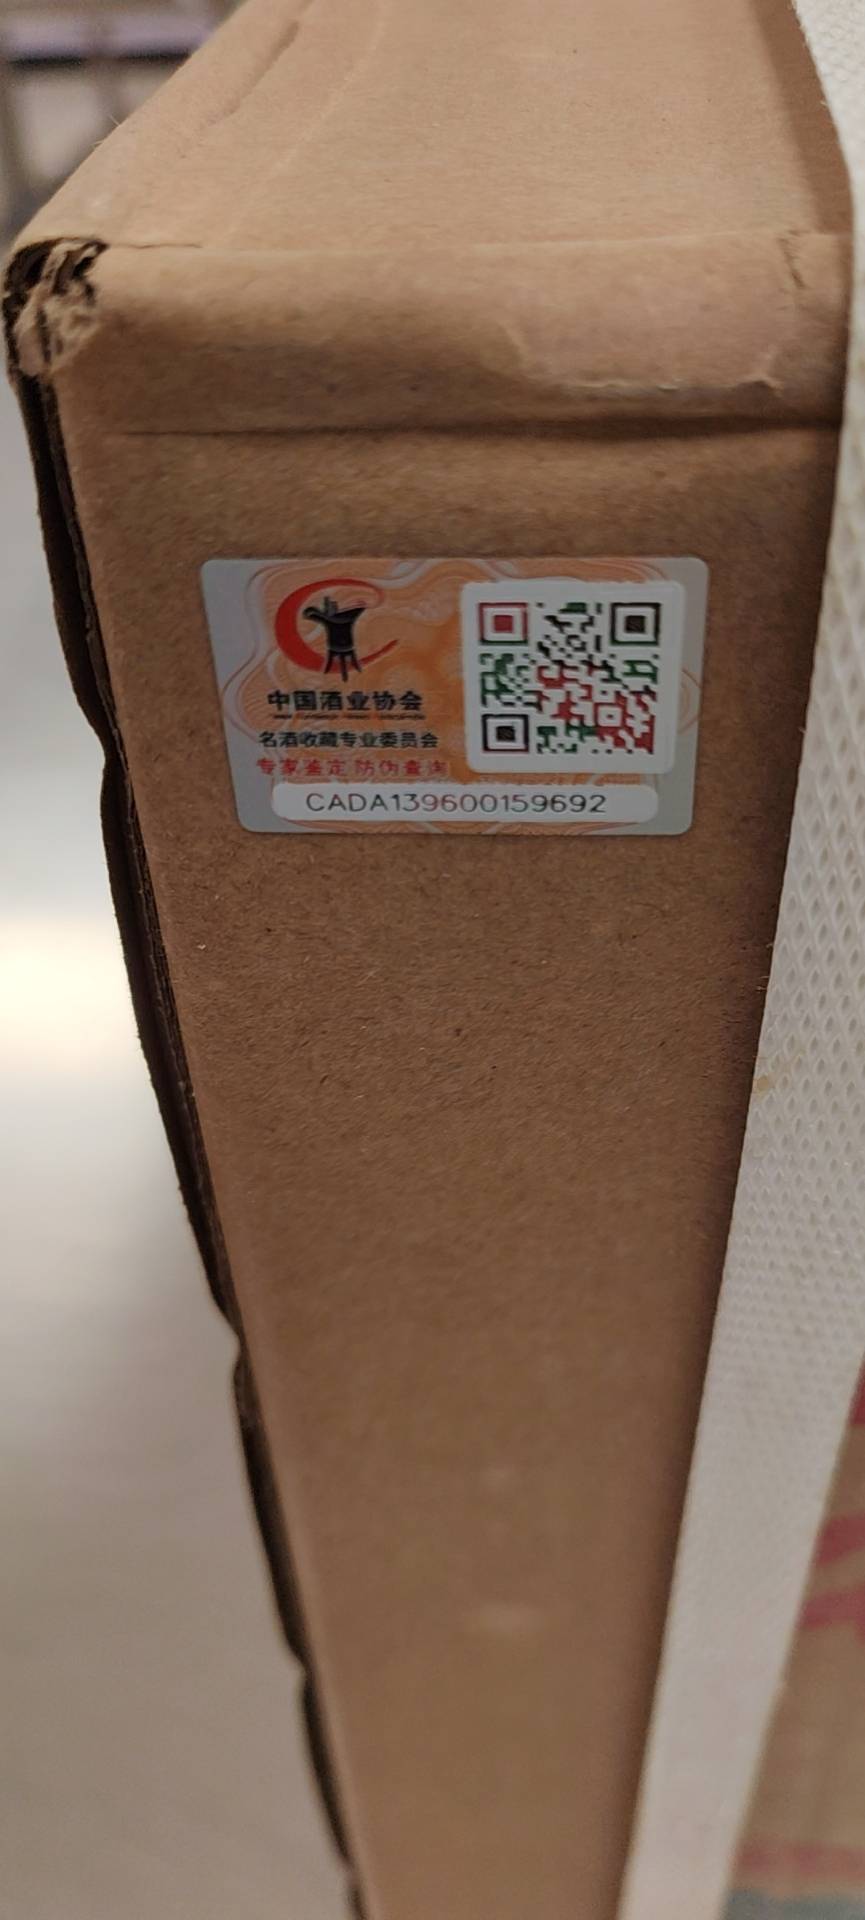 中国酒业协会
名酒收藏专业委员会
专家鉴定 防伪查询
CADA139600159692